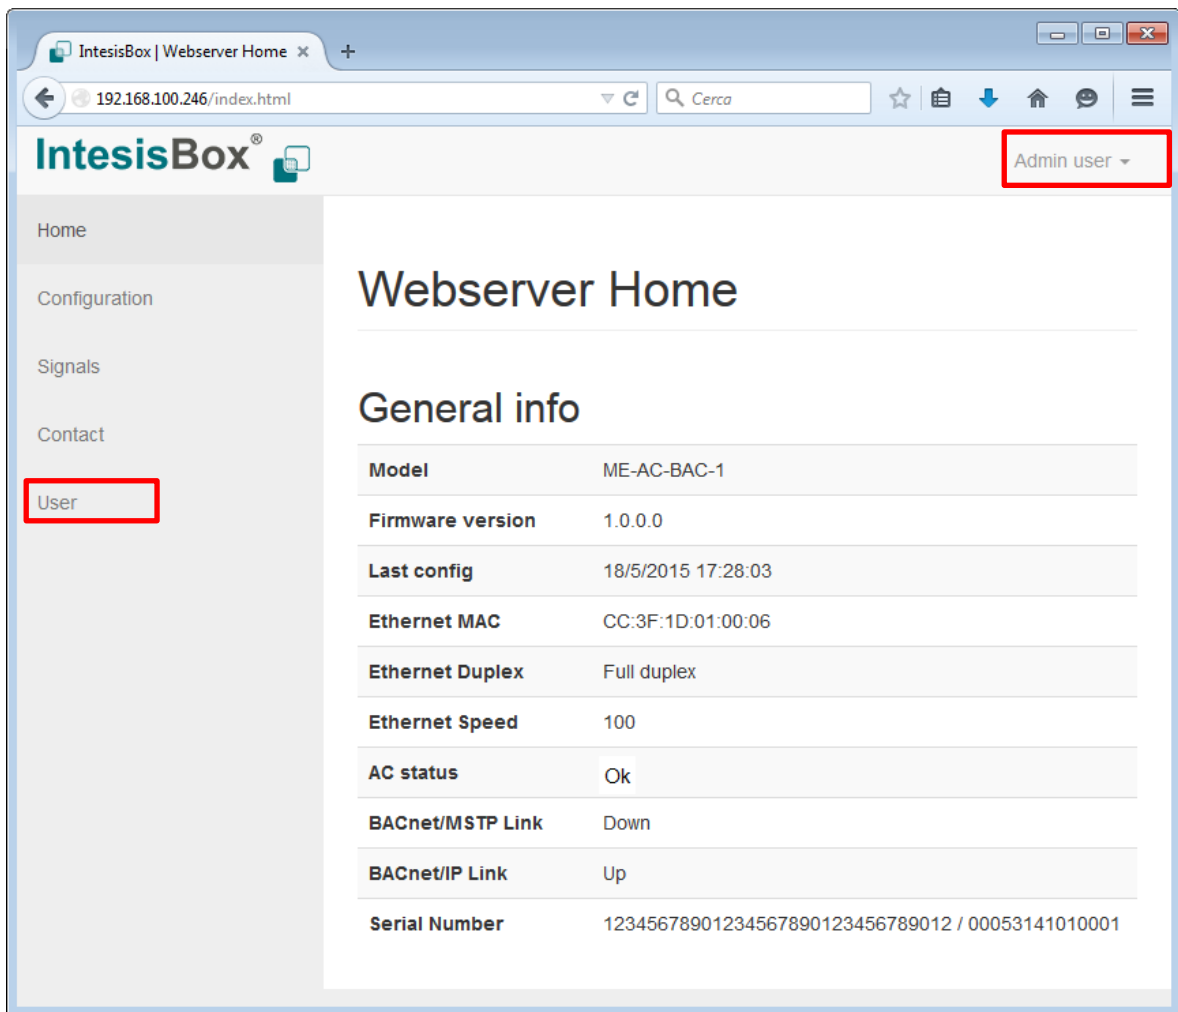 IntesisBox | Webserver Home
192.168.100.246/index.html
Cerca
IntesisBox®
Admin user
Home
Configuration
Signals
Contact
User
Webserver Home
General info
Model ME-AC-BAC-1
Firmware version 1.0.0.0
Last config 18/5/2015 17:28:03
Ethernet MAC CC:3F:1D:01:00:06
Ethernet Duplex Full duplex
Ethernet Speed 100
AC status Ok
BACnet/MSTP Link Down
BACnet/IP Link Up
Serial Number 12345678901234567890123456789012 / 00053141010001